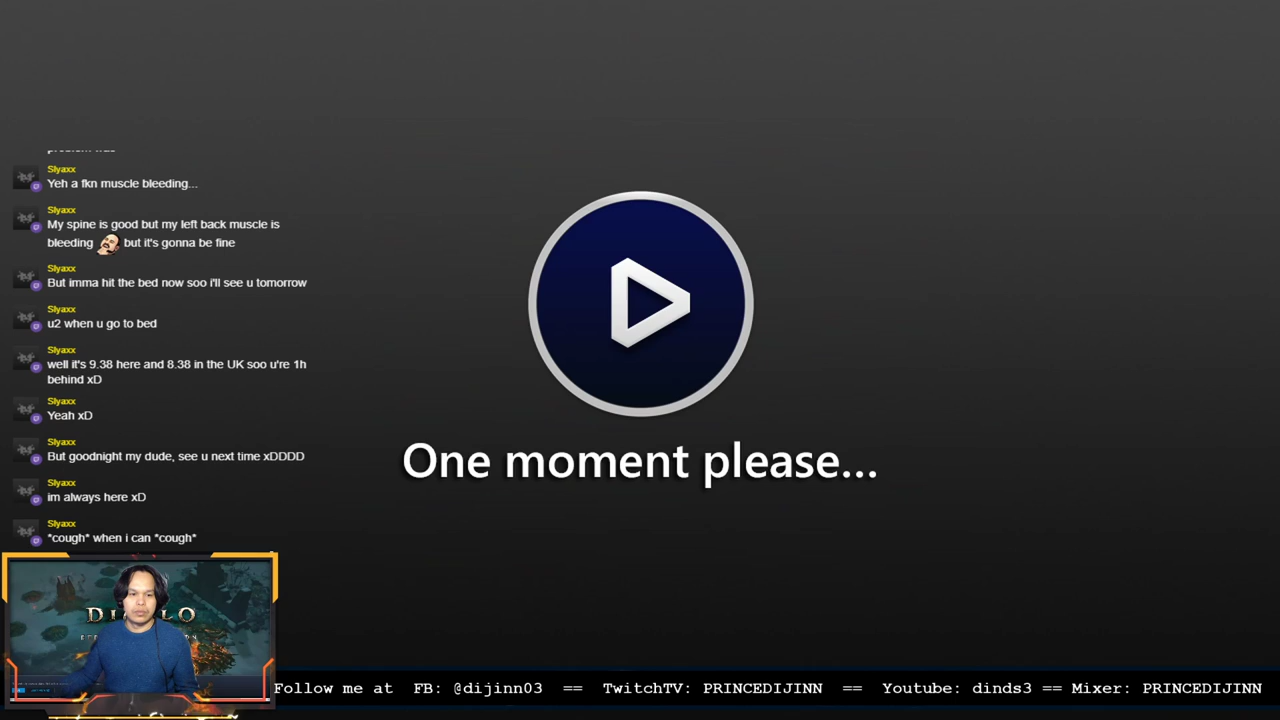 Slyaxx
Yeh a fkn muscle bleeding...
Slyaxx
My spine is good but my left back muscle is
bleeding but it's gonna be fine
Slyaxx
But imma hit the bed now soo i'll see u tomorrow
Slyaxx
u2 when u go to bed
Slyaxx
well it's 9.38 here and 8.38 in the UK soo u're 1h
behind xD
Slyaxx
Yeah xD
Slyaxx
But goodnight my dude, see u next time xDDDD
Slyaxx
im always here xD
Slyaxx
*cough* when i can *cough*
One moment please...
DIABLO
Follow me at FB: @dijinn03 == TwitchTV: PRINCEDIJINN == Youtube: dinds3 == Mixer: PRINCEDIJINN